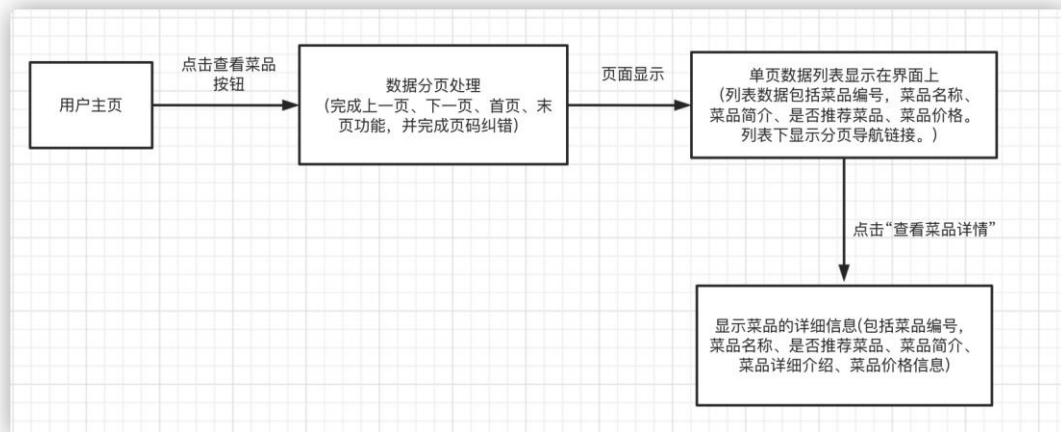 用户主页
点击查看菜品
按钮
数据分页处理
(完成上一页、下一页、首页、末
页功能，并完成页码纠错)
页面显示
单页数据列表显示在界面上
(列表数据包括菜品编号，菜品名称、
菜品简介、是否推荐菜品、菜品价格。
列表下显示分页导航链接。)
点击“查看菜品详情”
显示菜品的详细信息(包括菜品编号，
菜品名称、是否推荐菜品、菜品简介、
菜品详细介绍、菜品价格信息)